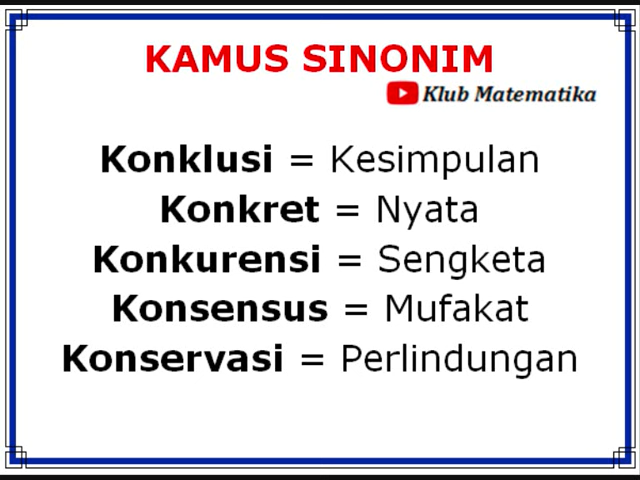 KAMUS SINONIM
Klub Matematika
Konklusi = Kesimpulan
Konkret = Nyata
Konkurensi = Sengketa
Konsensus = Mufakat
Konservasi = Perlindungan